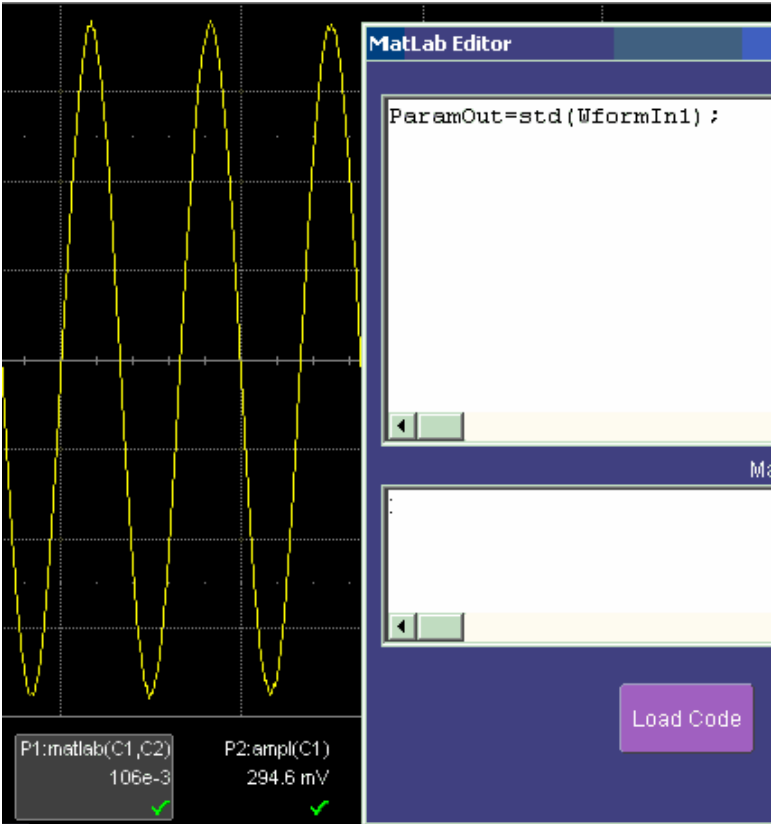 MatLab Editor
ParamOut=std(WformIn1);
Ma
:
Load Code
P1:matlab(C1,C2)
106e-3
P2:ampl(C1)
294.6 mV